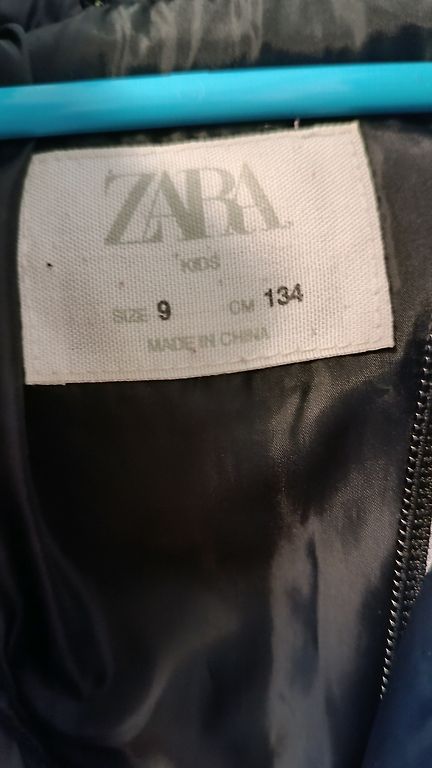 ZARA
KIDS
SIZE 9 CM 134
MADE IN CHINA